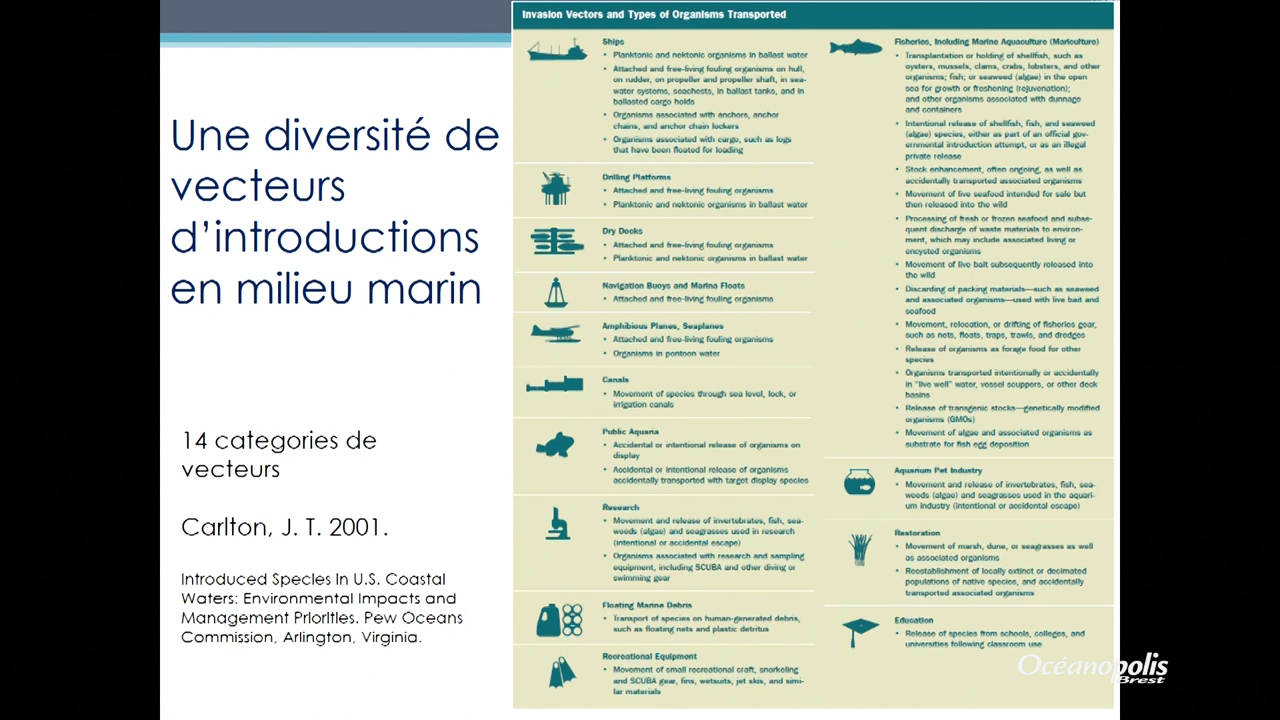 Une diversité de
vecteurs
d'introductions
en milieu marin
14 categories de
vecteurs
Carlton, J. T. 2001.
Introduced Species in U.S. Coastal
Waters: Environmental Impacts and
Management Priorities. Pew Oceans
Commission, Arlington, Virginia.
Invasion Vectors and Types of Organisms Transported
Ships
• Planktonic and nektonic organisms in ballast water
• Attached and free-living fouling organisms on hull,
on rudder, on propeller and propeller shaft, in sea-
water systems, seachests, in ballast tanks, and in
ballasted cargo holds
• Organisms associated with anchors, anchor
chains, and anchor chain lockers
• Organisms associated with cargo, such as logs
that have been floated for loading
Drilling Platforms
• Attached and free-living fouling organisms
• Planktonic and nektonic organisms in ballast water
Dry Docks
• Attached and free-living fouling organisms
• Planktonic and nektonic organisms in ballast water
Navigation Buoys and Marina Floats
• Attached and free-living fouling organisms
Amphibious Planes, Seaplanes
• Attached and free-living fouling organisms
• Organisms in pontoon water
Canals
• Movement of species through sea level, lock, or
irrigation canals
Public Aquaria
• Accidental or intentional release of organisms on
display
• Accidental or intentional release of organisms
accidentally transported with target display species
Research
• Movement and release of invertebrates, fish, sea-
weeds (algae) and seagrasses used in research
(intentional or accidental escape)
• Organisms associated with research and sampling
equipment, including SCUBA and other diving or
swimming gear
Floating Marine Debris
• Transport of species on human-generated debris,
such as floating nets and plastic detritus
Recreational Equipment
• Movement of small recreational craft, snorkeling
and SCUBA gear, fins, wetsuits, jet skis, and simi-
lar materials
Fisheries, Including Marine Aquaculture (Mariculture)
• Transplantation or holding of shellfish, such as
oysters, mussels, clams, crabs, lobsters, and other
organisms; fish; or seaweed (algae) in the open
sea for growth or freshening (rejuvenation);
and other organisms associated with dunnage
and containers
• Intentional release of shellfish, fish, and seaweed
(algae) species, either as part of an official gov-
ernmental introduction attempt, or as an illegal
private release
• Stock enhancement, often ongoing, as well as
accidentally transported associated organisms
• Movement of live seafood intended for sale but
then released into the wild
• Processing of fresh or frozen seafood and subse-
quent discharge of waste materials to environ-
ment, which may include associated living or
encysted organisms
• Movement of live bait subsequently released into
the wild
• Discarding of packing materials—such as seaweed
and associated organisms—used with live bait and
seafood
• Movement, relocation, or drifting of fisheries gear,
such as nets, floats, traps, trawls, and dredges
• Release of organisms as forage food for other
species
• Organisms transported intentionally or accidentally
in "live well" water, vessel scuppers, or other deck
basins
• Release of transgenic stocks—genetically modified
organisms (GMOs)
• Movement of algae and associated organisms as
substrate for fish egg deposition
Aquarium Pet Industry
• Movement and release of invertebrates, fish, sea-
weeds (algae) and seagrasses used in the aquari-
um industry (intentional or accidental escape)
Restoration
• Movement of marsh, dune, or seagrasses as well
as associated organisms
• Reestablishment of locally extinct or decimated
populations of native species, and accidentally
transported associated organisms
Education
• Release of species from schools, colleges, and
universities following classroom use
Océanopolis
Brest